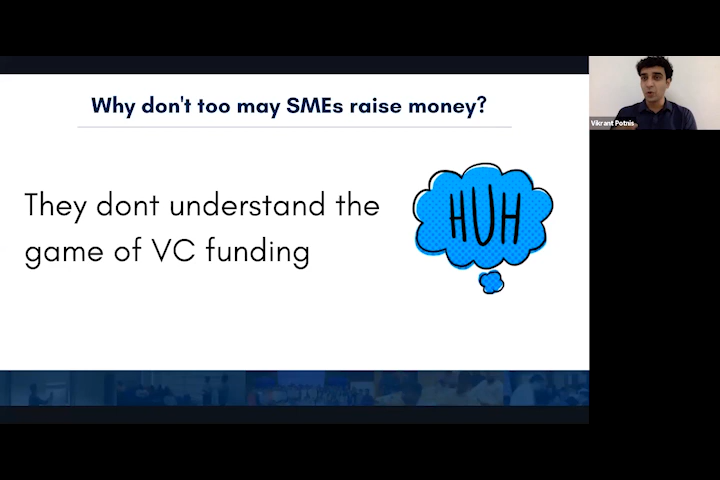 Why don't too may SMEs raise money?
They dont understand the
game of VC funding
HUH
Vikrant Potnis